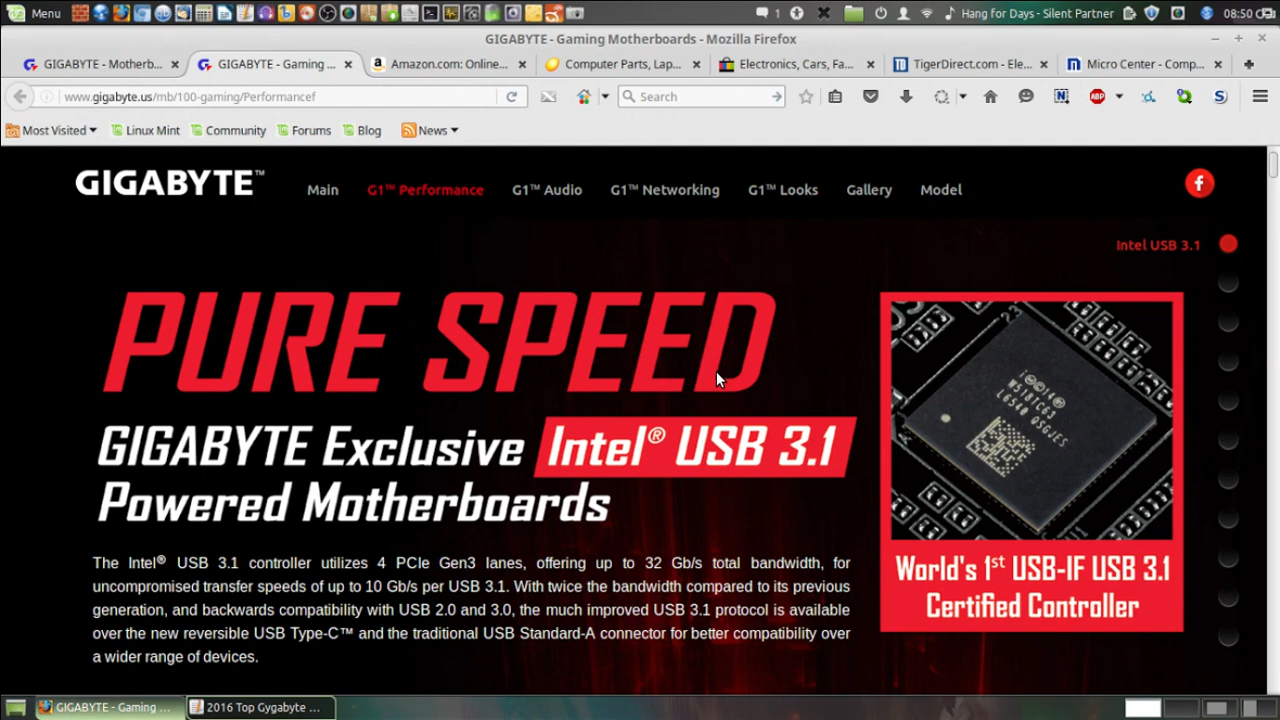 Menu
1
Hang for Days - Silent Partner
08:50
GIGABYTE - Gaming Motherboards - Mozilla Firefox
GIGABYTE - Motherb...
GIGABYTE - Gaming ...
Amazon.com: Online...
Computer Parts, Lap...
Electronics, Cars, Fa...
TigerDirect.com - Ele...
Micro Center - Comp...
www.gigabyte.us/mb/100-gaming/Performancef
Search
ABP
Most Visited
Linux Mint
Community
Forums
Blog
News
GIGABYTE™
Main
G1™ Performance
G1™ Audio
G1™ Networking
G1™ Looks
Gallery
Model
Intel USB 3.1
PURE SPEED
GIGABYTE Exclusive Intel® USB 3.1
Powered Motherboards
The Intel® USB 3.1 controller utilizes 4 PCIe Gen3 lanes, offering up to 32 Gb/s total bandwidth, for
uncompromised transfer speeds of up to 10 Gb/s per USB 3.1. With twice the bandwidth compared to its previous
generation, and backwards compatibility with USB 2.0 and 3.0, the much improved USB 3.1 protocol is available
over the new reversible USB Type-C™ and the traditional USB Standard-A connector for better compatibility over
a wider range of devices.
World's 1st USB-IF USB 3.1
Certified Controller
GIGABYTE - Gaming ...
2016 Top Gygabyte ...